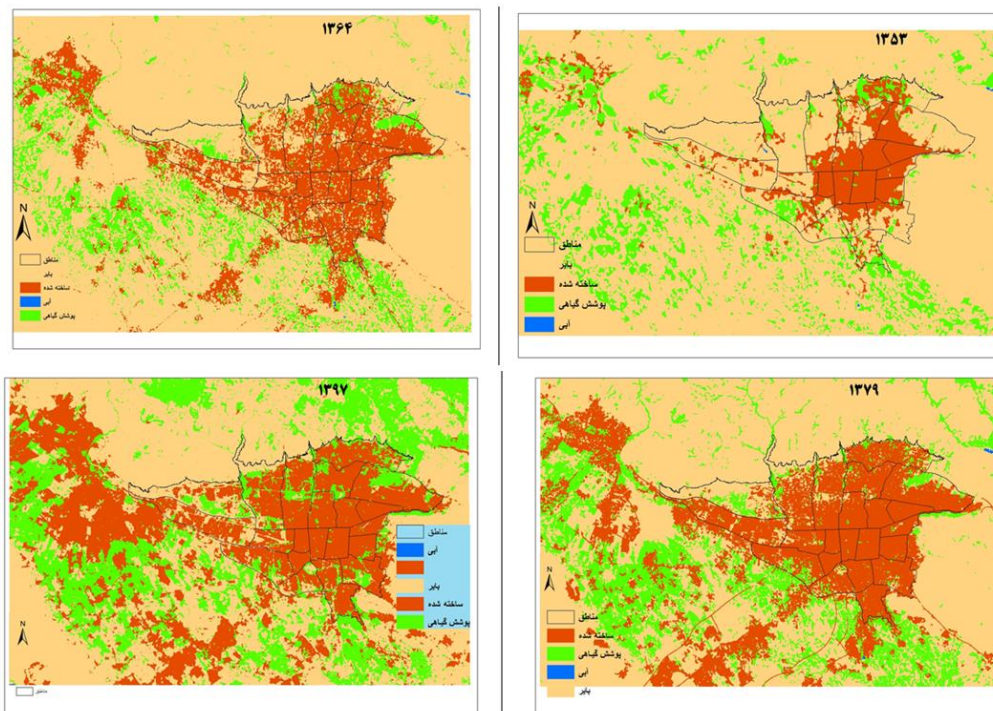 ۱۳۵۳
N
مناطق
بایر
ساخته شده
پوشش گیاهی
آبی
۱۳۶۴
N
مناطق
بایر
ساخته شده
آبی
پوشش گیاهی
۱۳۷۹
N
مناطق
ساخته شده
پوشش گیاهی
آبی
بایر
۱۳۹۷
N
مناطق
آبی
بایر
ساخته شده
پوشش گیاهی
مناطق